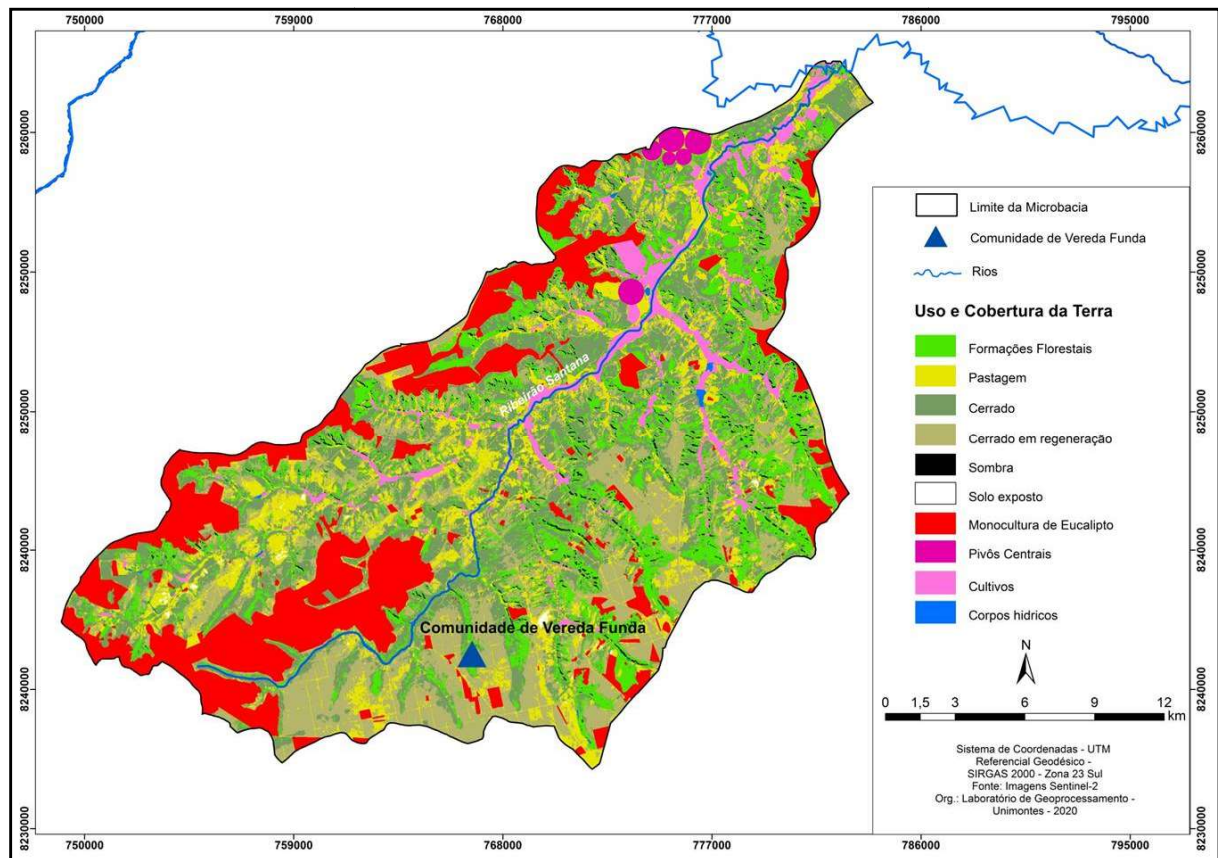 750000 759000 768000 777000 786000 795000
8260000 8260000
8250000 8250000
8250000 8250000
8240000 8240000
8240000 8240000
8230000 8230000
Ribeirão Santana
Comunidade de Vereda Funda
Limite da Microbacia
Comunidade de Vereda Funda
Rios
Uso e Cobertura da Terra
Formações Florestais
Pastagem
Cerrado
Cerrado em regeneração
Sombra
Solo exposto
Monocultura de Eucalipto
Pivôs Centrais
Cultivos
Corpos hídricos
N
0 1,5 3 6 9 12
km
Sistema de Coordenadas - UTM
Referencial Geodésico -
SIRGAS 2000 - Zona 23 Sul
Fonte: Imagens Sentinel-2
Org.: Laboratório de Geoprocessamento -
Unimontes - 2020
750000 759000 768000 777000 786000 795000